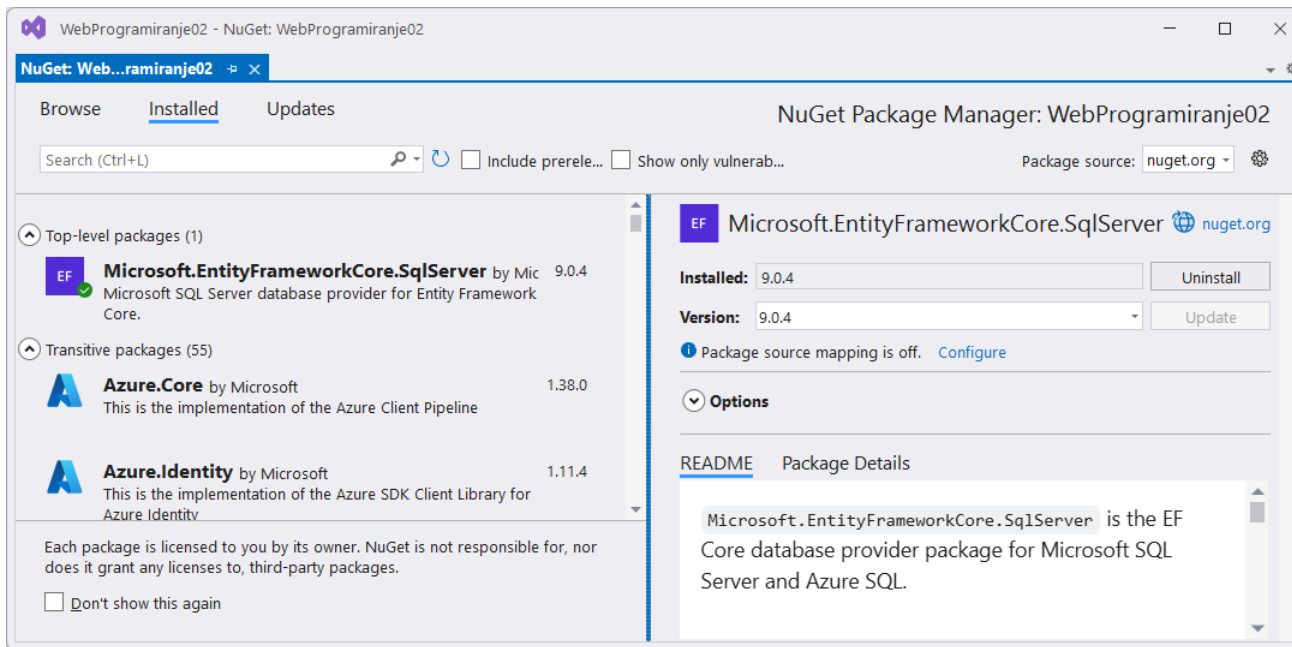 WebProgramiranje02 - NuGet: WebProgramiranje02
NuGet: Web...ramiranje02
Browse Installed Updates
NuGet Package Manager: WebProgramiranje02
Search (Ctrl+L)
Include prerele...
Show only vulnerab...
Package source: nuget.org
Top-level packages (1)
EF
Microsoft.EntityFrameworkCore.SqlServer by Mic 9.0.4
Microsoft SQL Server database provider for Entity Framework
Core.
Transitive packages (55)
Azure.Core by Microsoft 1.38.0
This is the implementation of the Azure Client Pipeline
Azure.Identity by Microsoft 1.11.4
This is the implementation of the Azure SDK Client Library for
Azure Identity
Each package is licensed to you by its owner. NuGet is not responsible for, nor
does it grant any licenses to, third-party packages.
Don't show this again
EF Microsoft.EntityFrameworkCore.SqlServer nuget.org
Installed: 9.0.4 Uninstall
Version: 9.0.4 Update
Package source mapping is off. Configure
Options
README Package Details
Microsoft.EntityFrameworkCore.SqlServer is the EF
Core database provider package for Microsoft SQL
Server and Azure SQL.